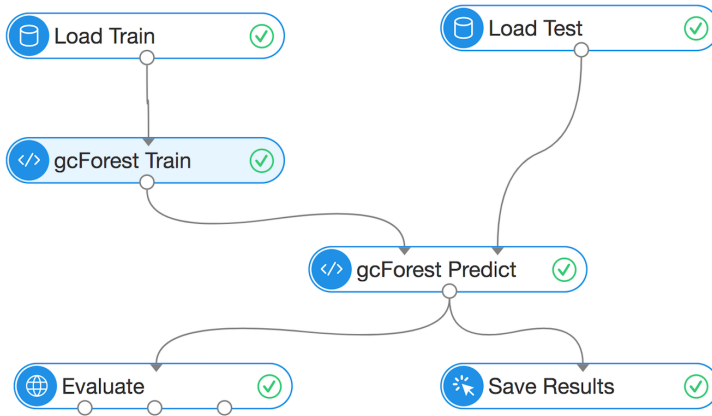 Load Train
Load Test
gcForest Train
gcForest Predict
Evaluate
Save Results